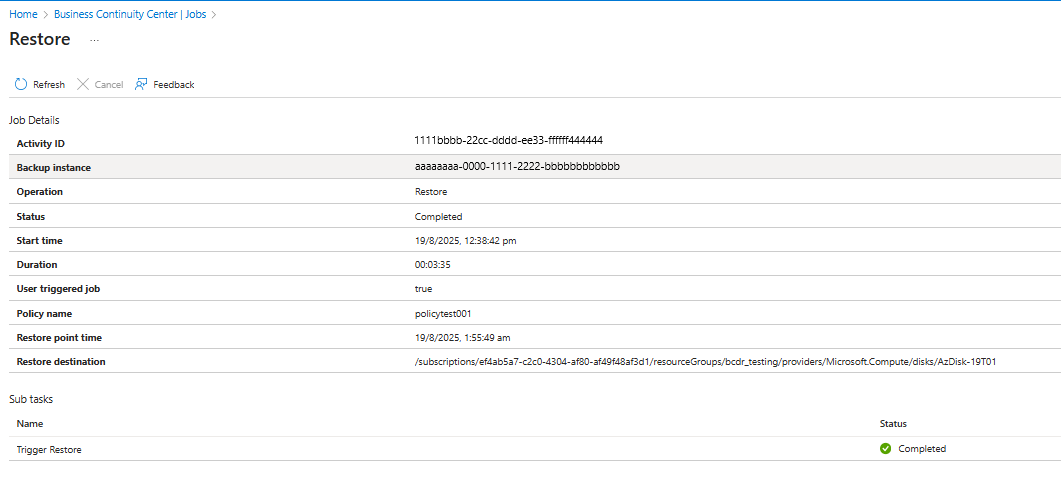 Home > Business Continuity Center | Jobs >
Restore ...
Refresh Cancel Feedback
Job Details
Activity ID 1111bbbb-22cc-dddd-ee33-ffffff444444
Backup instance aaaaaaaa-0000-1111-2222-bbbbbbbbbbbb
Operation Restore
Status Completed
Start time 19/8/2025, 12:38:42 pm
Duration 00:03:35
User triggered job true
Policy name policytest001
Restore point time 19/8/2025, 1:55:49 am
Restore destination /subscriptions/ef4ab5a7-c2c0-4304-af80-af49f48af3d1/resourceGroups/bcdr_testing/providers/Microsoft.Compute/disks/AzDisk-19T01
Sub tasks
Name Status
Trigger Restore Completed